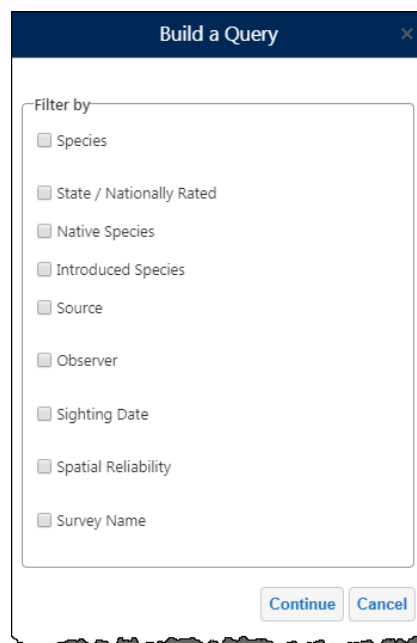 Build a Query
Filter by
Species
State / Nationally Rated
Native Species
Introduced Species
Source
Observer
Sighting Date
Spatial Reliability
Survey Name
Continue Cancel